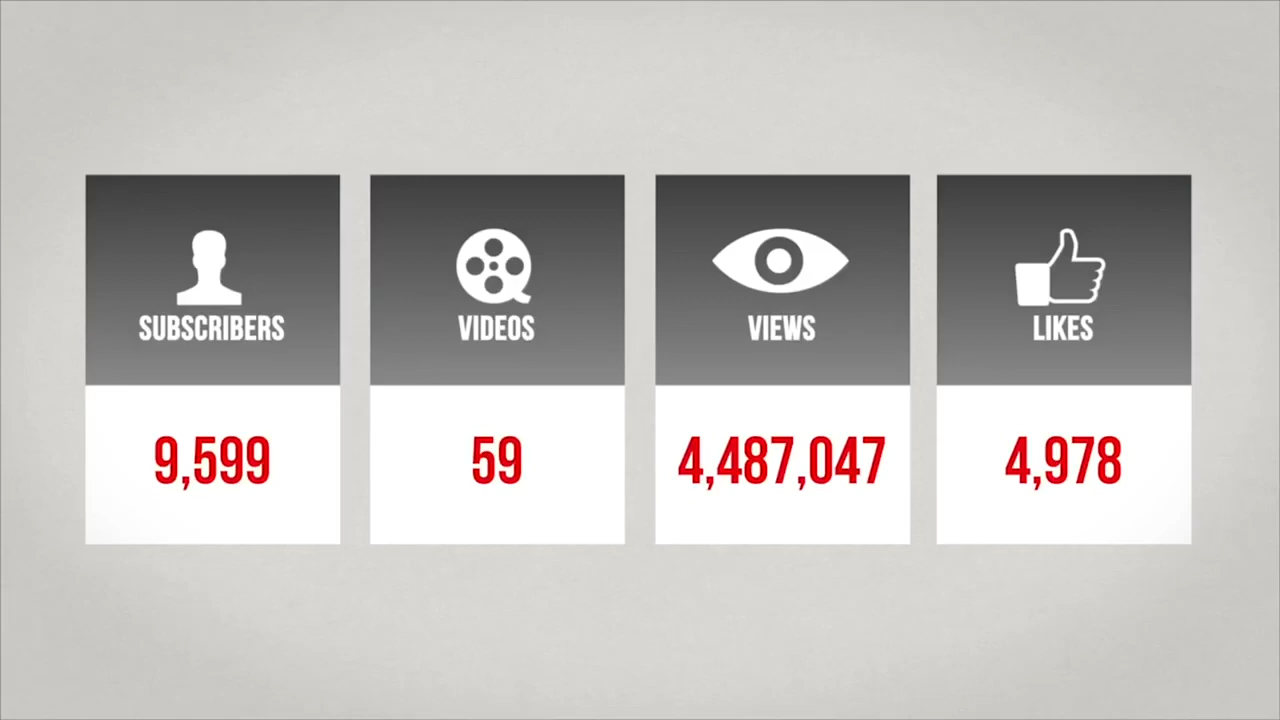 SUBSCRIBERS
VIDEOS
VIEWS
LIKES
9,599
59
4,487,047
4,978